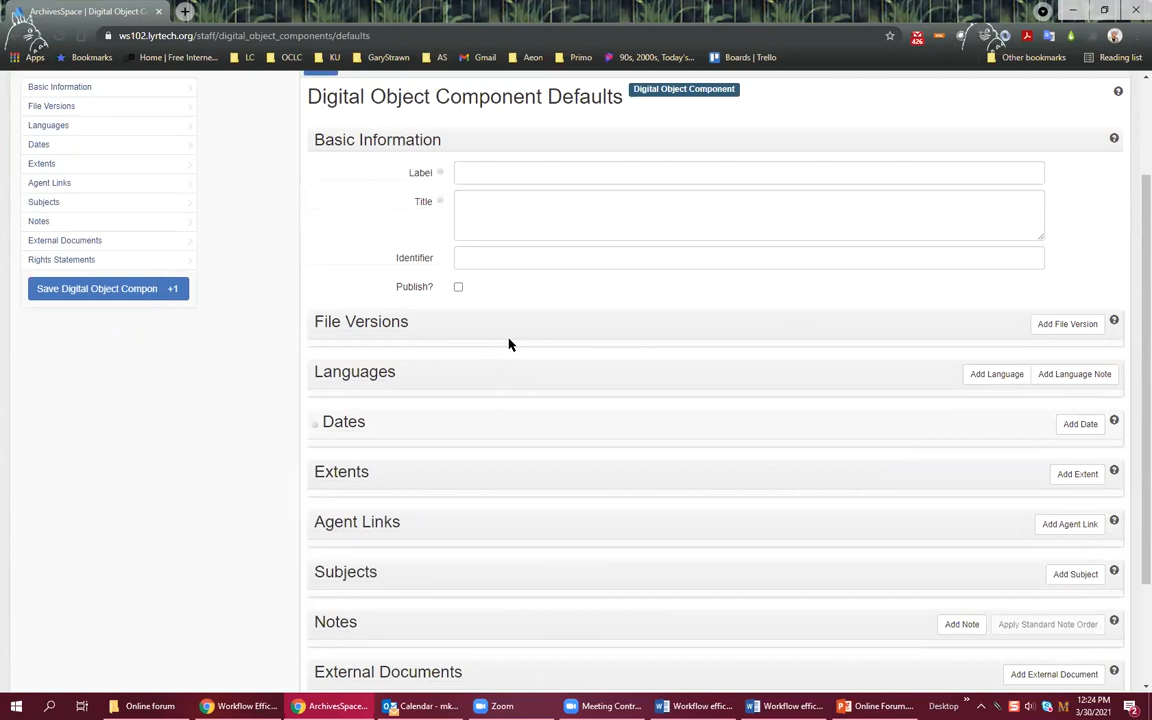 ArchivesSpace | Digital Object C
ws102.lyrtech.org/staff/digital_object_components/defaults
426
Apps Bookmarks Home | Free Interne... LC OCLC KU GaryStrawn AS Gmail Aeon Primo 90s, 2000s, Today's... Boards | Trello Other bookmarks Reading list
Basic Information
File Versions
Languages
Dates
Extents
Agent Links
Subjects
Notes
External Documents
Rights Statements
Save Digital Object Compon +1
Digital Object Component Defaults Digital Object Component
Basic Information
Label
Title
Identifier
Publish?
File Versions Add File Version
Languages Add Language Add Language Note
Dates Add Date
Extents Add Extent
Agent Links Add Agent Link
Subjects Add Subject
Notes Add Note Apply Standard Note Order
External Documents Add External Document
Online forum Workflow Effic... ArchivesSpace... Calendar - mk... Zoom Meeting Contr... Workflow effic... Workflow effic... Online Forum.... Desktop
12:24 PM
3/30/2021
2